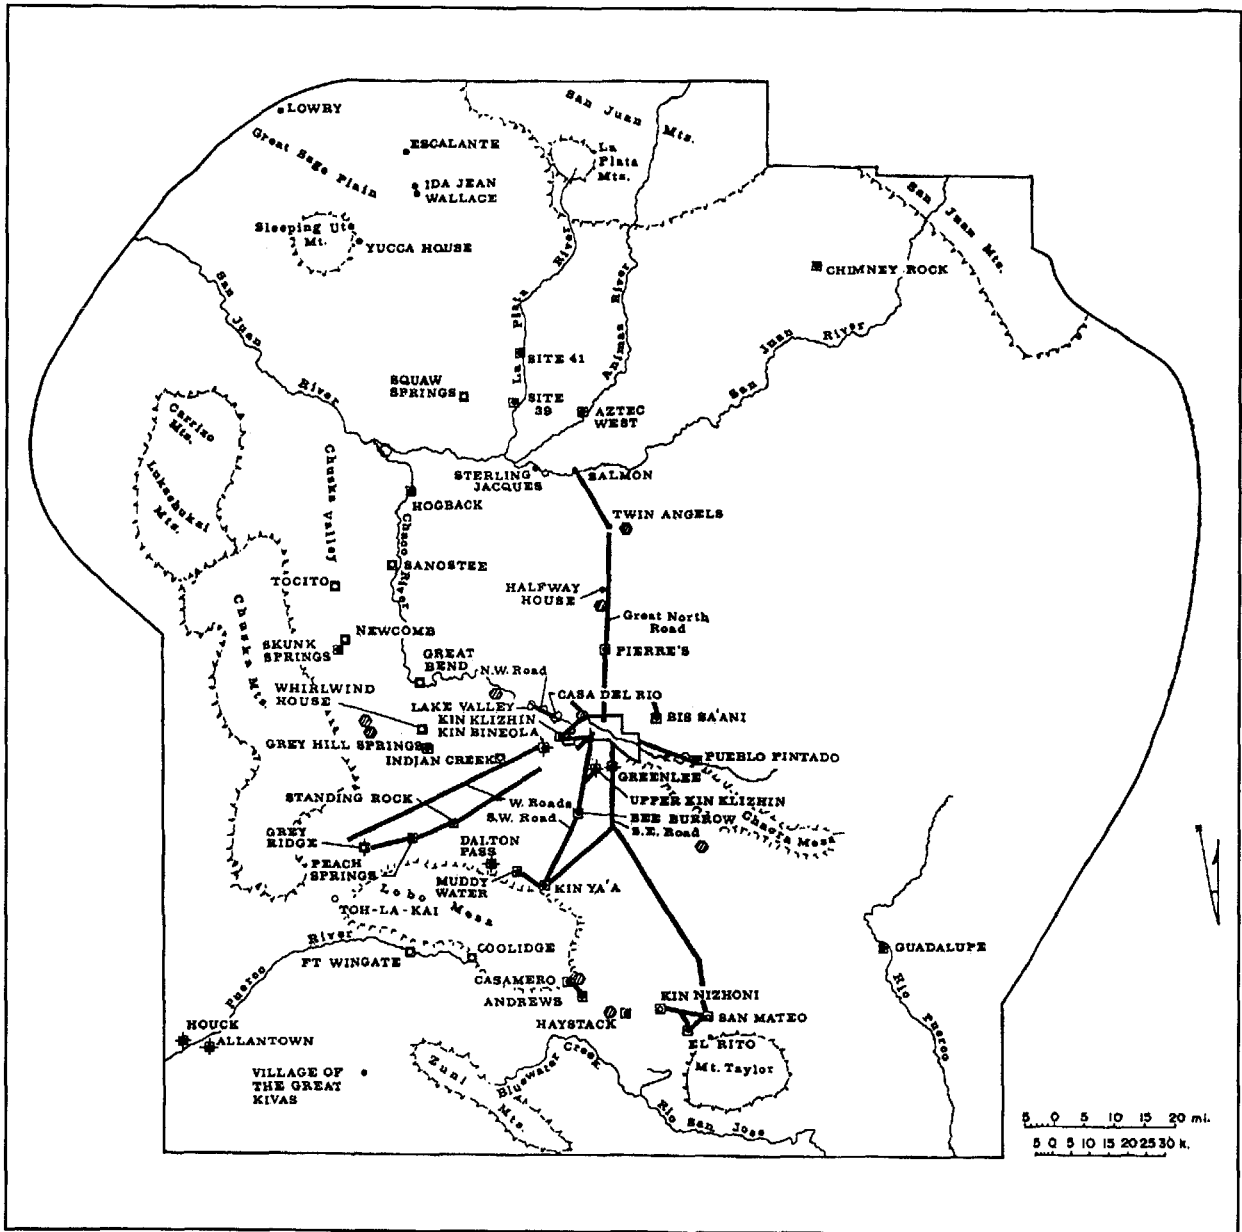 LOWRY
San Juan Mts.
Great Sage Plain
ESCALANTE
La
Plata
Mts.
IDA JEAN
WALLACE
San Juan Mts.
Sleeping Ute
Mt.
YUCCA HOUSE
CHIMNEY ROCK
San Juan River
La Plata River
Animas River
San Juan River
SITE 41
SQUAW
SPRINGS
SITE
39
AZTEC
WEST
Carrizo
Mts.
Lukachukai
Mts.
Chuska Valley
STERLING
JACQUES
SALMON
HOGBACK
TWIN ANGELS
Chaco River
SANOSTEE
TOCITO
HALFWAY
HOUSE
Great North
Road
Chuska Mts.
NEWCOMB
SKUNK
SPRINGS
GREAT
BEND
PIERRE'S
N.W. Road
WHIRLWIND
HOUSE
CASA DEL RIO
LAKE VALLEY
KIN KLIZHIN
KIN BINEOLA
BIS SA'ANI
GREY HILL SPRINGS
INDJAN CREEK
PUEBLO PINTADO
GREENLEE
STANDING ROCK
W. Roads
UPPER KIN KLIZHIN
S.W. Road
BEE BURROW
S.E. Road
Chacra Mesa
GREY
RIDGE
PEACH
SPRINGS
DALTON
PASS
MUDDY
WATER
KIN YA'A
Lobo Mesa
TOH-LA-KAI
Puerco River
FT WINGATE
COOLIDGE
GUADALUPE
CASAMERO
ANDREWS
KIN NIZHONI
SAN MATEO
HAYSTACK
EL RITO
Rio Puerco
HOUCK
ALLANTOWN
Mt. Taylor
VILLAGE OF
THE GREAT
KIVAS
Zuni Mts.
Bluewater Creek
Rio San Jose
5 0 5 10 15 20 mi.
5 0 5 10 15 20 25 30 k.